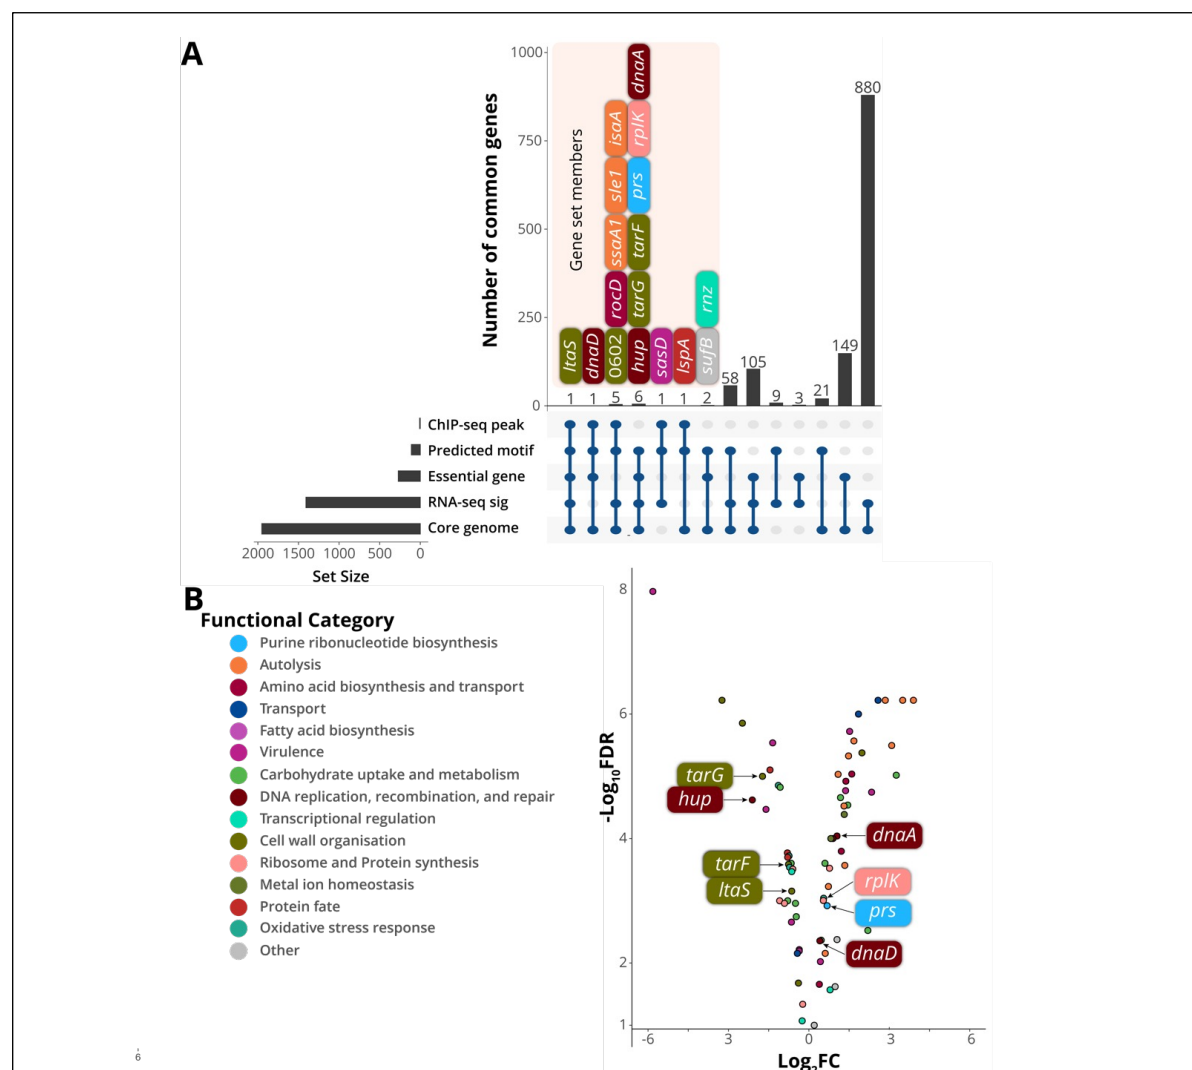 A
Number of common genes
1000
750
500
250
0
Gene set members
ltaS
dnaD
isaA
sle1
ssaA1
rocD
0602
dnaA
rplK
prs
tarF
tarG
hup
sasD
lspA
rnz
sufB
1 1 5 6 1 1 2 58 105 9 3 21 149 880
ChIP-seq peak
Predicted motif
Essential gene
RNA-seq sig
Core genome
2000 1500 1000 500 0
Set Size
B
Functional Category
Purine ribonucleotide biosynthesis
Autolysis
Amino acid biosynthesis and transport
Transport
Fatty acid biosynthesis
Virulence
Carbohydrate uptake and metabolism
DNA replication, recombination, and repair
Transcriptional regulation
Cell wall organisation
Ribosome and Protein synthesis
Metal ion homeostasis
Protein fate
Oxidative stress response
Other
6
-Log10FDR
8
6
4
2
1
tarG
hup
tarF
ltaS
dnaA
rplK
prs
dnaD
-6 3 0 3 6
Log2FC